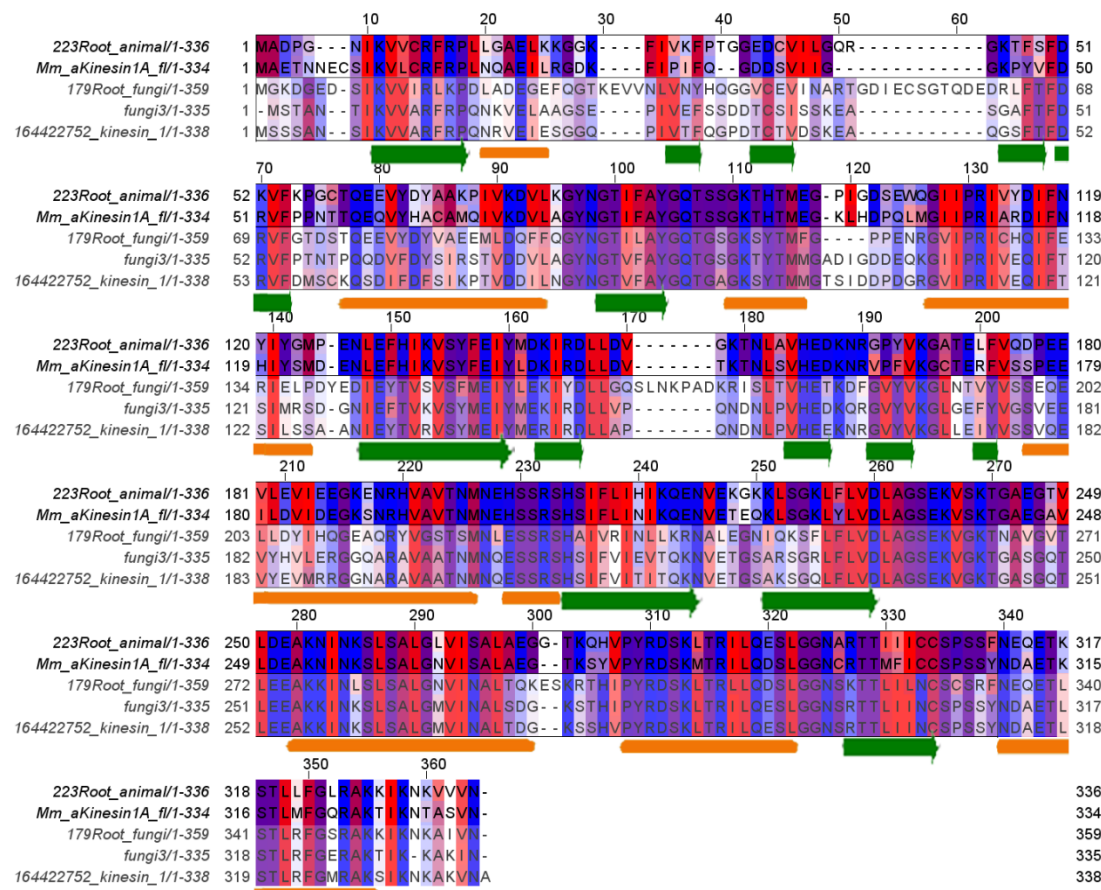 10 20 30 40 50 60
223Root_animal/1-336 1 MADPG---NIKVVCRFRPLLGAELKKGGK----FIVKFPTGGEDCVILGQR------------GKTFSFD 51
Mm_aKinesin1A_fl/1-334 1 MAETNNECSIKVLCRFRPLNQAEILRGDK----FIPIFQ--GDDSVIIG--------------GKPYVFD 50
179Root_fungi/1-359 1 MGKDGED-SIKVVIRLKPDLADEGEFQGTKEVVNLVNYHQGGVCEVINARTGDIECSGTQDEDRLFTFD 68
fungi3/1-335 1 -MSTAN--STKVVARFRPQNKVELAAGGE----PIVEFSSDDTCSIDSREA------------SGAFTFD 51
164422752_kinesin_1/1-338 1 MSSSAN--SIKVVARFRPQNRVEIESGGQ----PIVTFQGPDTCTVDSKEA------------QGSFTFD 52
70 80 90 100 110 120 130
223Root_animal/1-336 52 KVFKPGCTQEEVYDYAAKPIVKDVLKGYNGTIFAYGQTSSGKTHTMEG-PIGDSEWQGIIPRIVYDIFN 119
Mm_aKinesin1A_fl/1-334 51 RVFPPNTTQEQVYHACAMQIVKDVLAGYNGTIFAYGQTSSGKTHTMEG-KLHDPQLMGIIPRIARDIFN 118
179Root_fungi/1-359 69 RVFGTDSTQEEVYDYVAEEMLDQFFQGYNGTILAYGQTGSGKSYTMFG----PPENRGVIPRICHQIFE 133
fungi3/1-335 52 RVFPTNTPQQDVFDYSIRSTVDDVLAGYNGTVFAYGQTGSGKSYTMMGADIGDDEQKGIIPRIVEQIFT 120
164422752_kinesin_1/1-338 53 RVFDMSCKQSDIFDFSIKPTVDDILNGYNGTVFAYGQTGAGKSYTMMGTSIDDPDGRGVIPRIVEQIFT 121
140 150 160 170 180 190 200
223Root_animal/1-336 120 YIYGMP-ENLEFHIKVSYFEIYMDKIRDLLDV-------GKTNLAVHEDKNRGPYVKGATELFVQDPEE 180
Mm_aKinesin1A_fl/1-334 119 HIYSMD-ENLEFHIKVSYFEIYLDKIRDLLDV-------GKTNLSVHEDKNRVPFVKGCTERFVSSPEE 179
179Root_fungi/1-359 134 RIELPDYEDIEYTVSVSFMEIYLEKIYDLLGQSLNKPADKRISLTVHETKDFGVYVKGLNTVYVSSEQE 202
fungi3/1-335 121 SIMRSD-GNIEFTVKVSYMEIYMEKIRDLLVP-------QNDNLPVHEDKQRGVYVKGLGEFYVGSVEE 181
164422752_kinesin_1/1-338 122 SILSSA-ANIEYTVRVSYMEIYMERIRDLLAP-------QNDNLPVHEEKNRGVYVKGLLEIYVSSVQE 182
210 220 230 240 250 260 270
223Root_animal/1-336 181 VLEVIEEGKENRHVAVTNMNEHSSRSHSIFLIHIKQENVEKGKKLSGKLFLVDLAGSEKVSKTGAEGTV 249
Mm_aKinesin1A_fl/1-334 180 ILDVIDEGKSNRHVAVTNMNEHSSRSHSIFLINIKQENVETEQKLSGKLYLVDLAGSEKVSKTGAEGAV 248
179Root_fungi/1-359 203 LLDYIHQGEAQRYVGSTSMNLESSRSHAIVRINLLKRNALEGNIQKSFLFLVDLAGSEKVGKTNAVGVT 271
fungi3/1-335 182 VYHVLERGGQARAVAATNMNQESSRSHSIFVIEITQKNVETGSARSGRLFLVDLAGSEKVGKTGASGQT 250
164422752_kinesin_1/1-338 183 VYEVMRRGGNARAVAATNMNQESSRSHSIFVITITQKNVETGSAKSGQLFLVDLAGSEKVGKTGASGQT 251
280 290 300 310 320 330 340
223Root_animal/1-336 250 LDEAKNINKSLSALGLVISALAEGG-TKQHVPYRDSKLTRILQESLGGNARTTIIICCSPSSFNEQETK 317
Mm_aKinesin1A_fl/1-334 249 LDEAKNINKSLSALGNVISALAEG--TKSYVPYRDSKMTRILQDSLGGNCRTTMFICCSPSSYNDAETK 315
179Root_fungi/1-359 272 LEEAKKINLSLSALGNVINALTQKESKRTHIPYRDSKLTRLLQDSLGGNSKTTLILNCSCSRFNEQETL 340
fungi3/1-335 251 LEEAKKINKSLSALGMVINALSDG--KSTHIPYRDSKLTRILQESLGGNSRTTLIINCSPSSYNDAETL 317
164422752_kinesin_1/1-338 252 LEEAKKINKSLSALGMVINALTDG--KSSHVPYRDSKLTRILQESLGGNSRTTLIINCSPSSYNDAETL 318
350 360
223Root_animal/1-336 318 STLLFGLRAKKIKNKVVVN- 336
Mm_aKinesin1A_fl/1-334 316 STLMFGQRAKTIKNTASVN- 334
179Root_fungi/1-359 341 STLRFGSRAKKIKNKAIVN- 359
fungi3/1-335 318 STLRFGERAKTIK-KAKIN- 335
164422752_kinesin_1/1-338 319 STLRFGMRAKSIKNKAKVNA 338